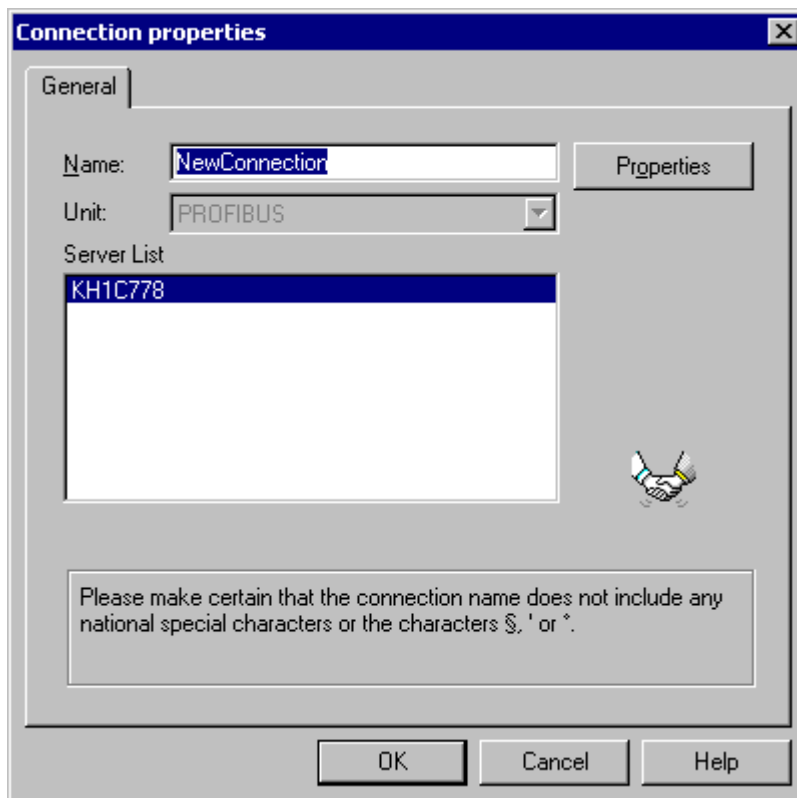 Connection properties
General
Name: NewConnection Properties
Unit: PROFIBUS
Server List
KH1C778
Please make certain that the connection name does not include any
national special characters or the characters §, ' or *.
OK Cancel Help